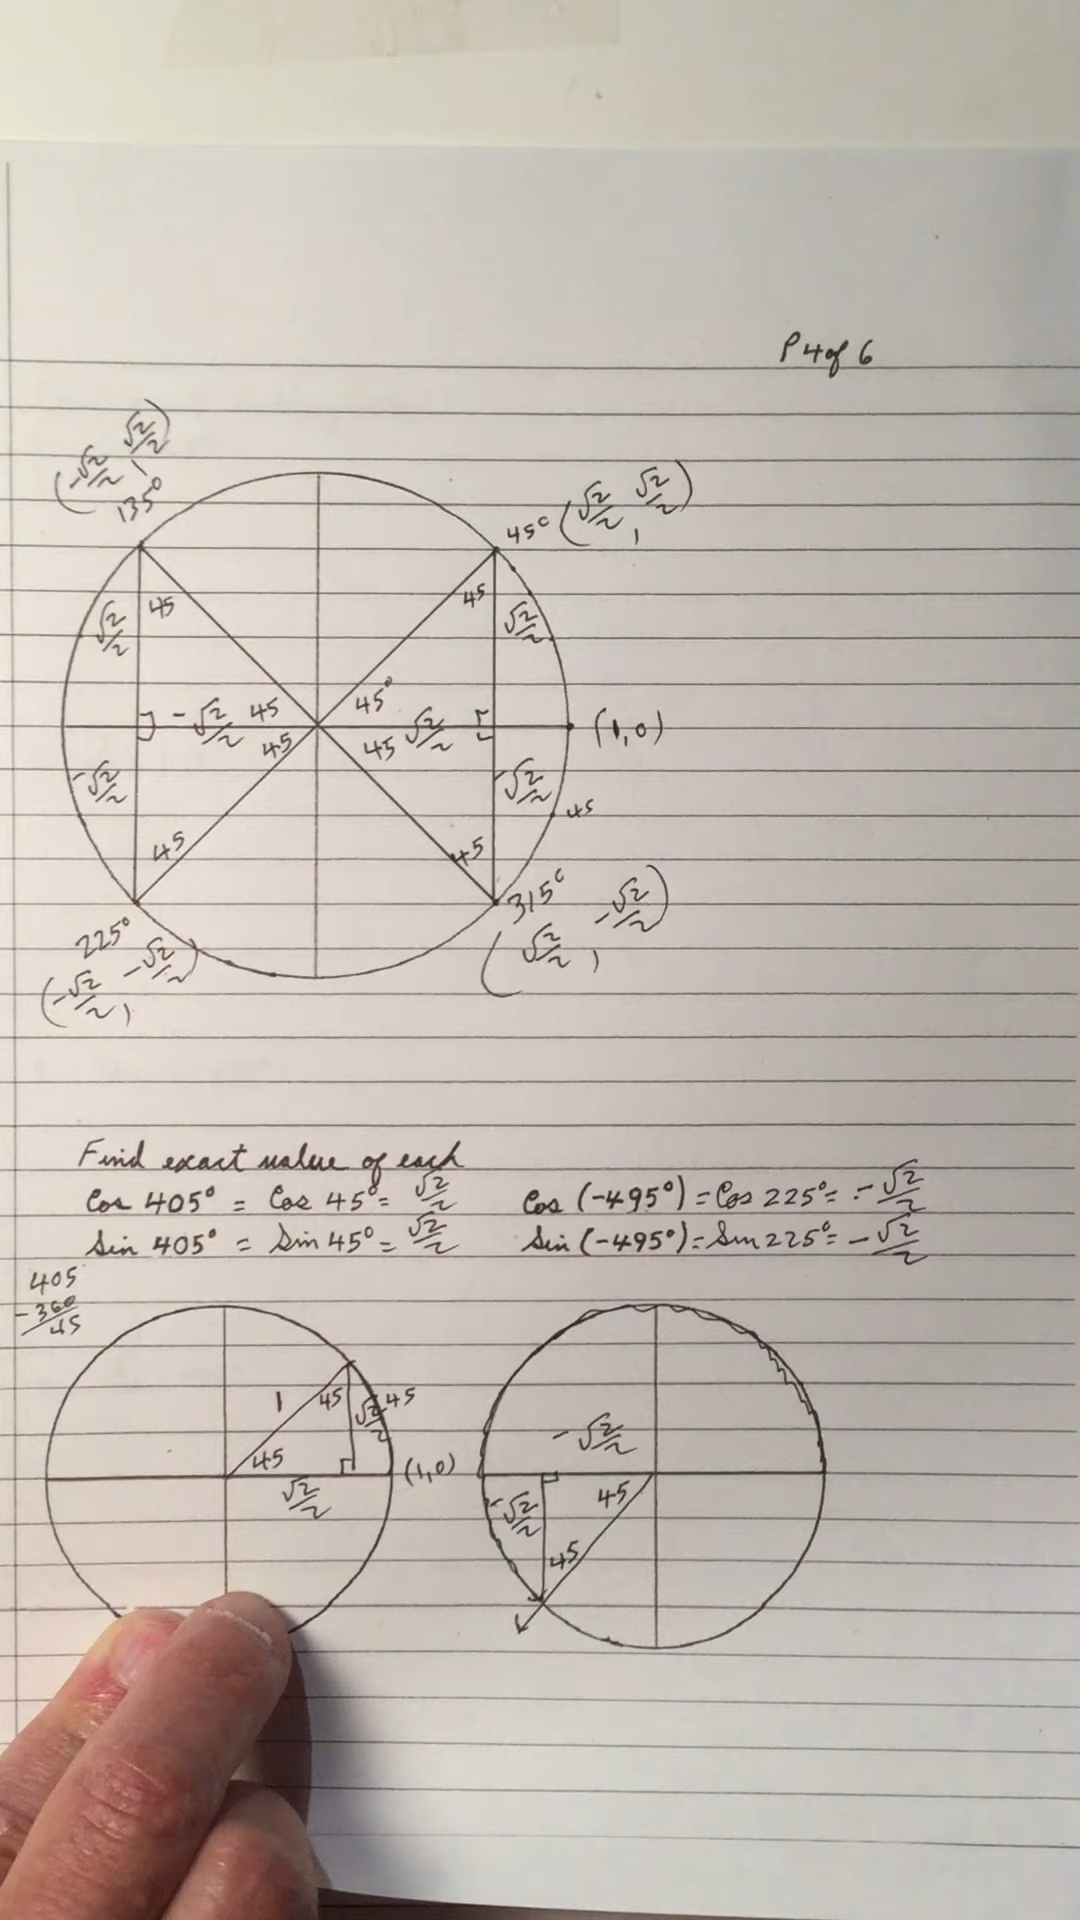 P 4 of 6
(-√2/2, √2/2)
135°
45° (√2/2, √2/2)
√2/2 45 45 √2/2
-√2/2 45 45°
45 45 √2/2 (1,0)
-√2/2 -√2/2
45
45 45
315°
(√2/2, -√2/2)
225°
(-√2/2, -√2/2)
Find exact value of each
Cos 405° = Cos 45° = √2/2 Cos (-495°) = Cos 225° = -√2/2
Sin 405° = Sin 45° = √2/2 Sin (-495°) = Sin 225° = -√2/2
405
-360
45
1 45 √2/2 45
45 (1,0)
√2/2
-√2/2
-√2/2 45
45